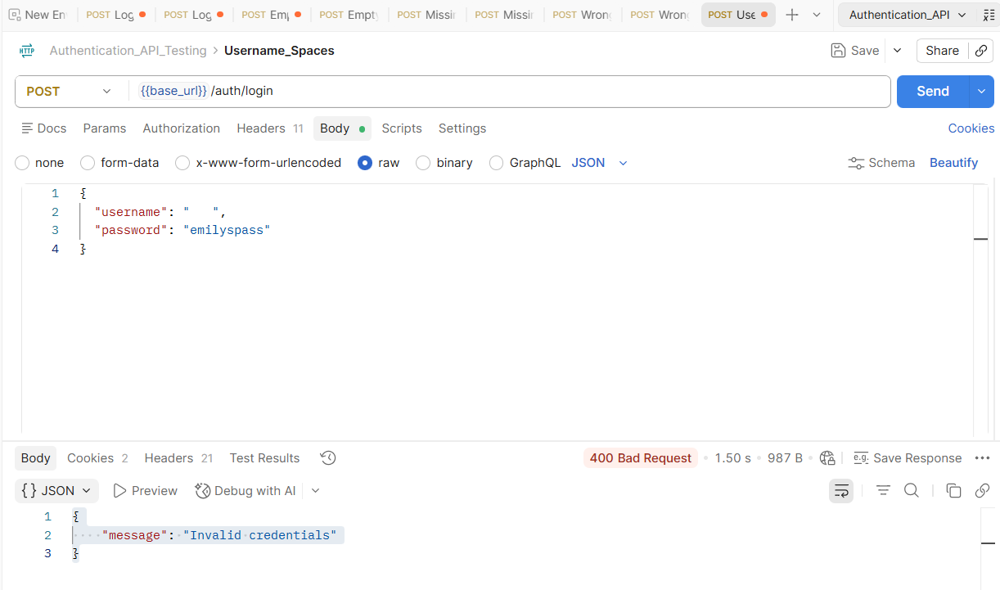 New En POST Log POST Log POST Em POST Empty POST Missin POST Missin POST Wrong POST Wrong POST Use Authentication_API
HTTP Authentication_API_Testing > Username_Spaces Save Share
POST {{base_url}}/auth/login Send
Docs Params Authorization Headers 11 Body Scripts Settings Cookies
none form-data x-www-form-urlencoded raw binary GraphQL JSON Schema Beautify
1 {
2 "username": "   ",
3 "password": "emilyspass"
4 }
Body Cookies 2 Headers 21 Test Results 400 Bad Request • 1.50 s • 987 B • e.g. Save Response
{} JSON Preview Debug with AI
1 {
2 "message": "Invalid credentials"
3 }